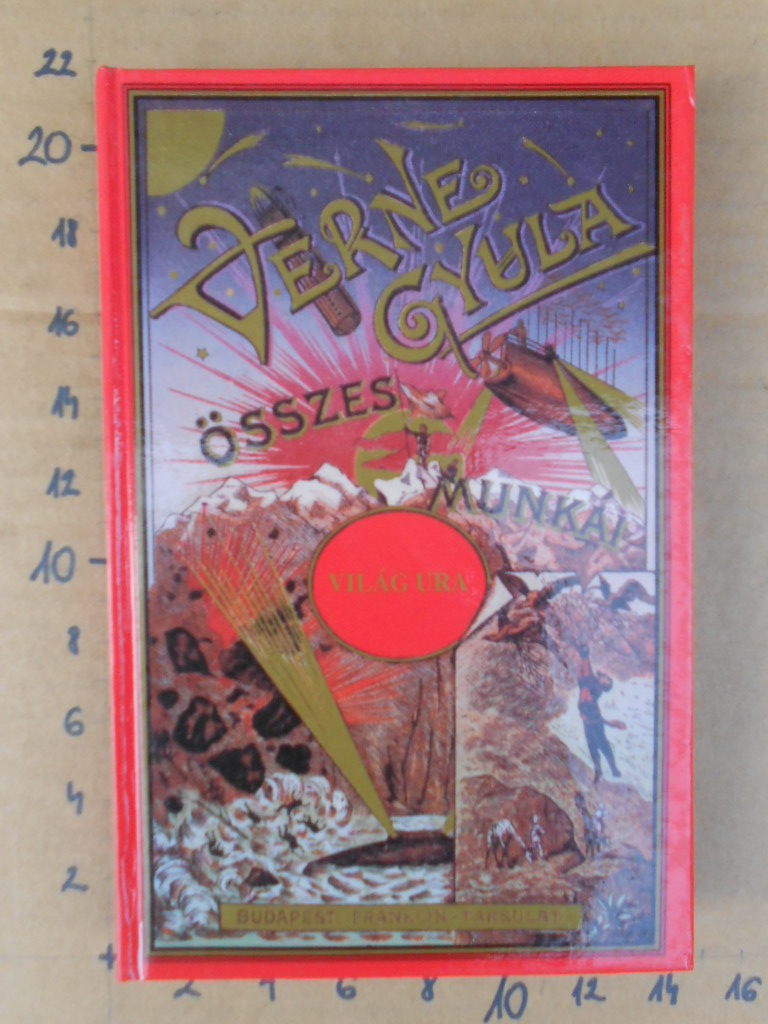 22
20
18
16
14
12
10
8
6
4
2
VERNE
GYULA
ÖSSZES
MUNKÁI
VILÁG URA
BUDAPEST, FRANKLIN-TÁRSULAT
2 4 6 8 10 12 14 16